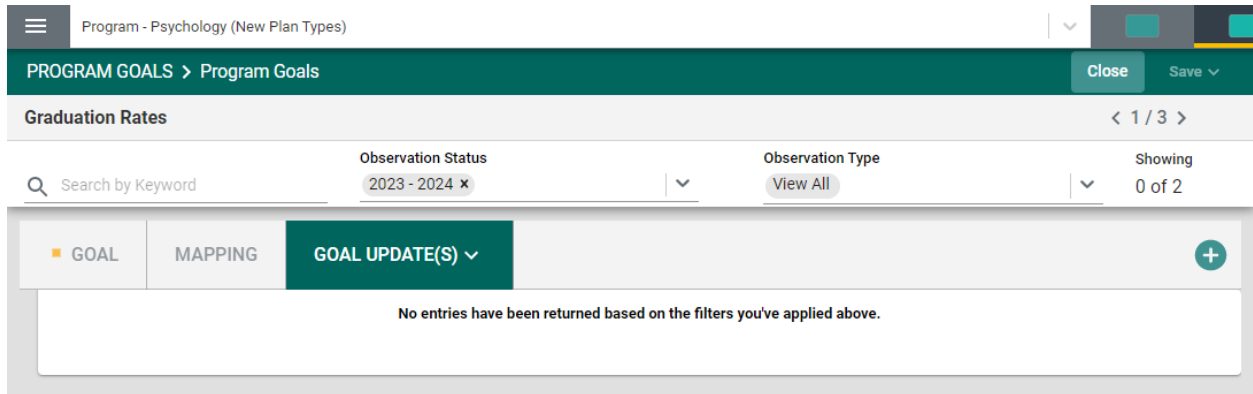 Program - Psychology (New Plan Types)
PROGRAM GOALS > Program Goals
Close
Save
Graduation Rates
< 1 / 3 >
Search by Keyword
Observation Status
2023 - 2024 ×
Observation Type
View All
Showing
0 of 2
GOAL
MAPPING
GOAL UPDATE(S)
No entries have been returned based on the filters you've applied above.